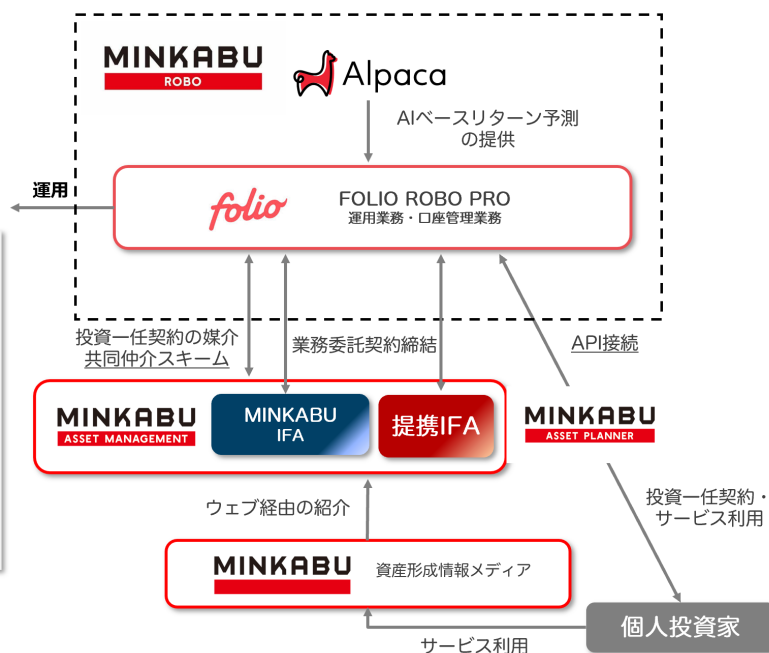 MINKABU
ROBO
Alpaca
AIベースリターン予測
の提供
運用
folio
FOLIO ROBO PRO
運用業務・口座管理業務
投資一任契約の媒介
共同仲介スキーム
業務委託契約締結
API接続
MINKABU
ASSET MANAGEMENT
MINKABU
IFA
提携IFA
MINKABU
ASSET PLANNER
ウェブ経由の紹介
投資一任契約・
サービス利用
MINKABU
資産形成情報メディア
個人投資家
サービス利用